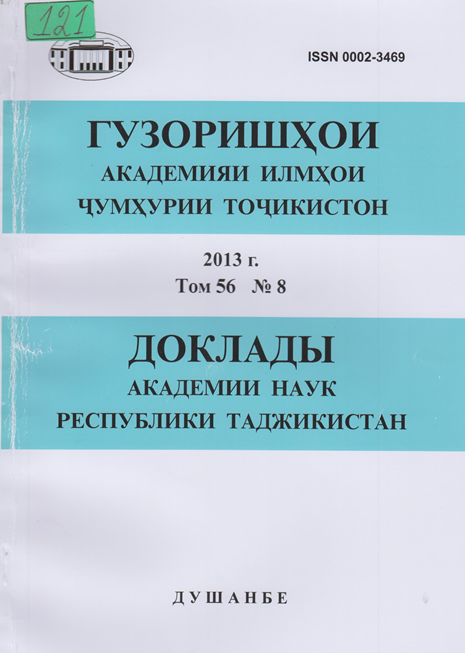 121
ISSN 0002-3469
ГУЗОРИШҲОИ
АКАДЕМИЯИ ИЛМҲОИ
ҶУМҲУРИИ ТОҶИКИСТОН
2013 г.
Том 56 № 8
ДОКЛАДЫ
АКАДЕМИИ НАУК
РЕСПУБЛИКИ ТАДЖИКИСТАН
ДУШАНБЕ